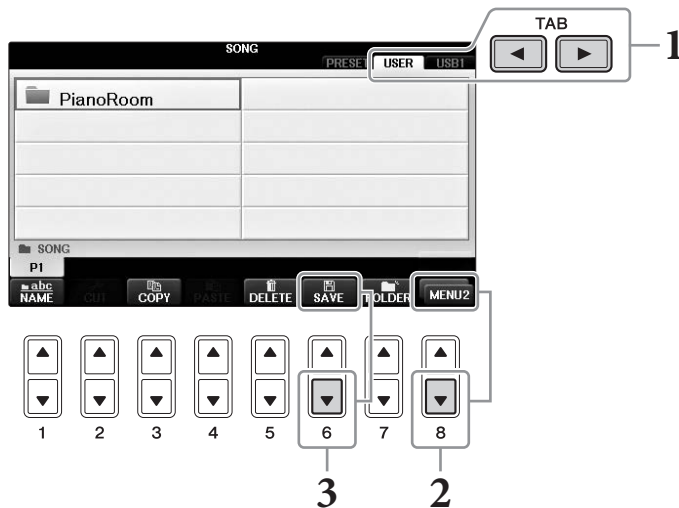 TAB
1
SONG
PRESET USER USB1
PianoRoom
SONG
P1
abc
NAME CUT COPY PASTE DELETE SAVE FOLDER MENU2
1 2 3 4 5 6 7 8
3 2